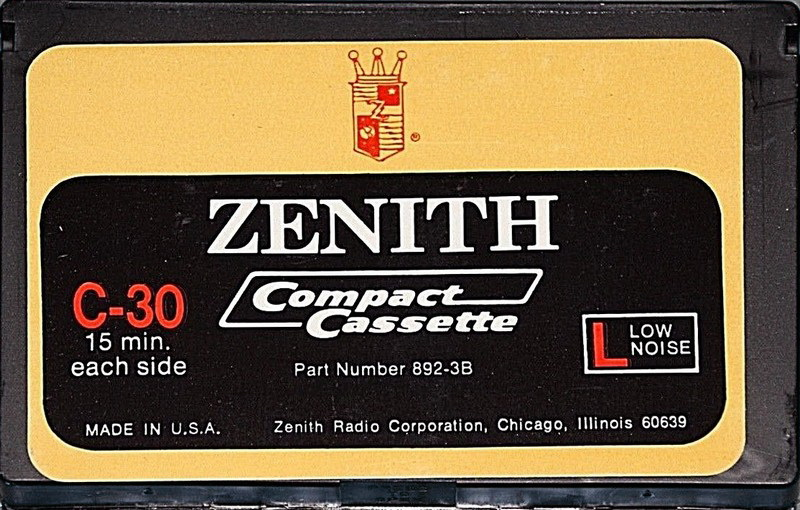 Z
®
ZENITH
Compact
Cassette
C-30
15 min.
each side
Part Number 892-3B
L LOW
NOISE
MADE IN U.S.A.
Zenith Radio Corporation, Chicago, Illinois 60639